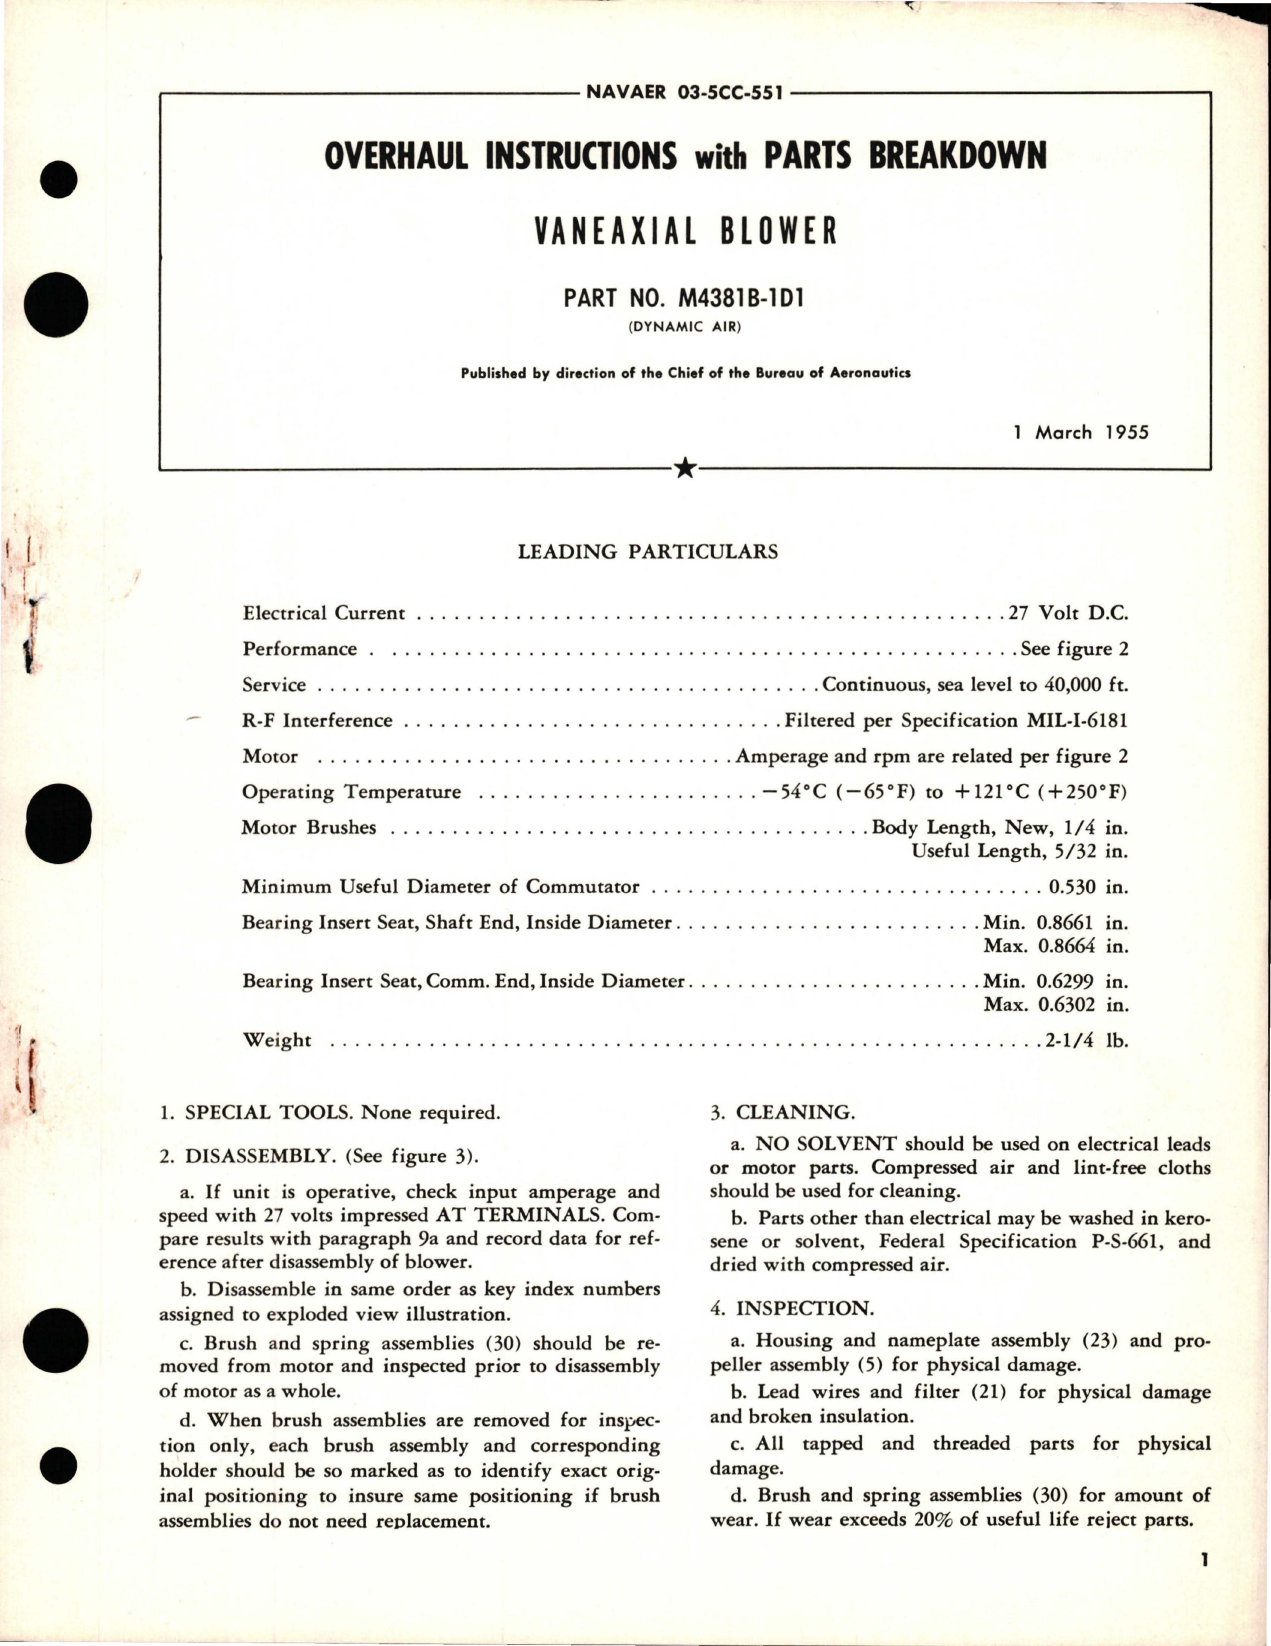 NAVAER 03-5CC-551
OVERHAUL INSTRUCTIONS with PARTS BREAKDOWN
VANEAXIAL BLOWER
PART NO. M4381B-1D1
(DYNAMIC AIR)
Published by direction of the Chief of the Bureau of Aeronautics
1 March 1955
LEADING PARTICULARS
Electrical Current . . . . . . . . . . . . . . . . . . . . 27 Volt D.C.
Performance . . . . . . . . . . . . . . . . . . . . See figure 2
Service . . . . . . . . . . . . . . . . . . . . Continuous, sea level to 40,000 ft.
R-F Interference . . . . . . . . . . . . . . . . . . . . Filtered per Specification MIL-I-6181
Motor . . . . . . . . . . . . . . . . . . . . Amperage and rpm are related per figure 2
Operating Temperature . . . . . . . . . . . . . . . . . . . . −54°C (−65°F) to +121°C (+250°F)
Motor Brushes . . . . . . . . . . . . . . . . . . . . Body Length, New, 1/4 in.
Useful Length, 5/32 in.
Minimum Useful Diameter of Commutator . . . . . . . . . . . . . . . . . . . . 0.530 in.
Bearing Insert Seat, Shaft End, Inside Diameter . . . . . . . . . . . . . . . . . . . . Min. 0.8661 in.
Max. 0.8664 in.
Bearing Insert Seat, Comm. End, Inside Diameter . . . . . . . . . . . . . . . . . . . . Min. 0.6299 in.
Max. 0.6302 in.
Weight . . . . . . . . . . . . . . . . . . . . 2-1/4 lb.
1. SPECIAL TOOLS. None required.
2. DISASSEMBLY. (See figure 3).
a. If unit is operative, check input amperage and
speed with 27 volts impressed AT TERMINALS. Com-
pare results with paragraph 9a and record data for ref-
erence after disassembly of blower.
b. Disassemble in same order as key index numbers
assigned to exploded view illustration.
c. Brush and spring assemblies (30) should be re-
moved from motor and inspected prior to disassembly
of motor as a whole.
d. When brush assemblies are removed for inspec-
tion only, each brush assembly and corresponding
holder should be so marked as to identify exact orig-
inal positioning to insure same positioning if brush
assemblies do not need replacement.
3. CLEANING.
a. NO SOLVENT should be used on electrical leads
or motor parts. Compressed air and lint-free cloths
should be used for cleaning.
b. Parts other than electrical may be washed in kero-
sene or solvent, Federal Specification P-S-661, and
dried with compressed air.
4. INSPECTION.
a. Housing and nameplate assembly (23) and pro-
peller assembly (5) for physical damage.
b. Lead wires and filter (21) for physical damage
and broken insulation.
c. All tapped and threaded parts for physical
damage.
d. Brush and spring assemblies (30) for amount of
wear. If wear exceeds 20% of useful life reject parts.
1